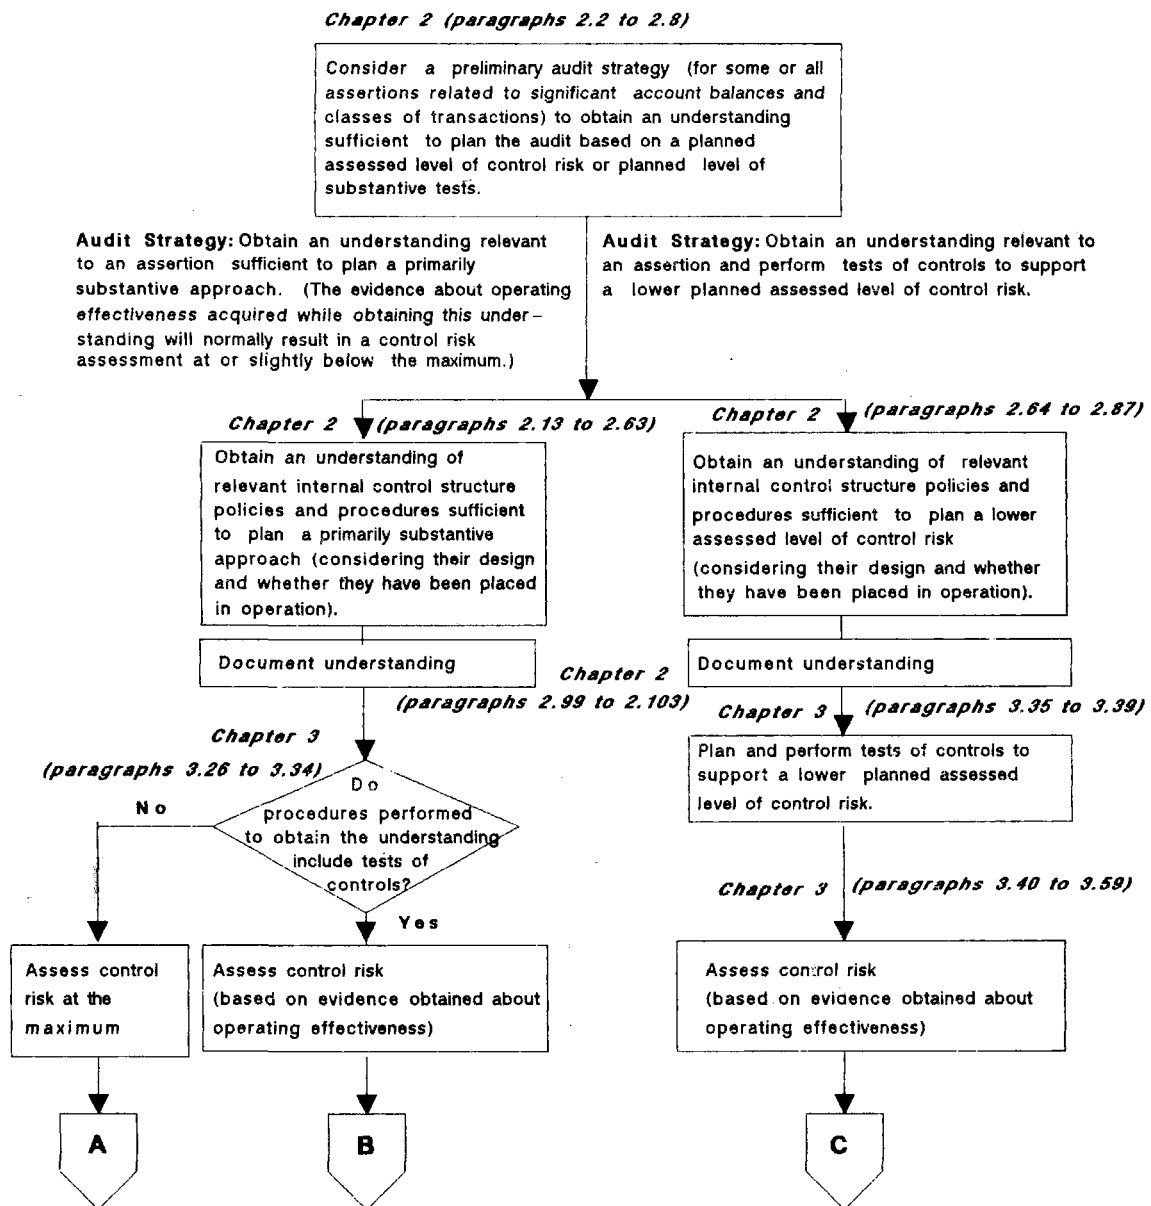 Chapter 2 (paragraphs 2.2 to 2.8)
Consider a preliminary audit strategy (for some or all
assertions related to significant account balances and
classes of transactions) to obtain an understanding
sufficient to plan the audit based on a planned
assessed level of control risk or planned level of
substantive tests.
Audit Strategy: Obtain an understanding relevant
to an assertion sufficient to plan a primarily
substantive approach. (The evidence about operating
effectiveness acquired while obtaining this under-
standing will normally result in a control risk
assessment at or slightly below the maximum.)
Audit Strategy: Obtain an understanding relevant to
an assertion and perform tests of controls to support
a lower planned assessed level of control risk.
Chapter 2 (paragraphs 2.13 to 2.63)
Obtain an understanding of
relevant internal control structure
policies and procedures sufficient
to plan a primarily substantive
approach (considering their design
and whether they have been placed
in operation).
Document understanding
Chapter 2
(paragraphs 2.99 to 2.103)
Chapter 3
(paragraphs 3.26 to 3.34)
Do
procedures performed
to obtain the understanding
include tests of
controls?
No
Yes
Assess control
risk at the
maximum
Assess control risk
(based on evidence obtained about
operating effectiveness)
A
B
Chapter 2 (paragraphs 2.64 to 2.87)
Obtain an understanding of relevant
internal control structure policies and
procedures sufficient to plan a lower
assessed level of control risk
(considering their design and whether
they have been placed in operation).
Document understanding
Chapter 3 (paragraphs 3.35 to 3.39)
Plan and perform tests of controls to
support a lower planned assessed
level of control risk.
Chapter 3 (paragraphs 3.40 to 3.59)
Assess control risk
(based on evidence obtained about
operating effectiveness)
C